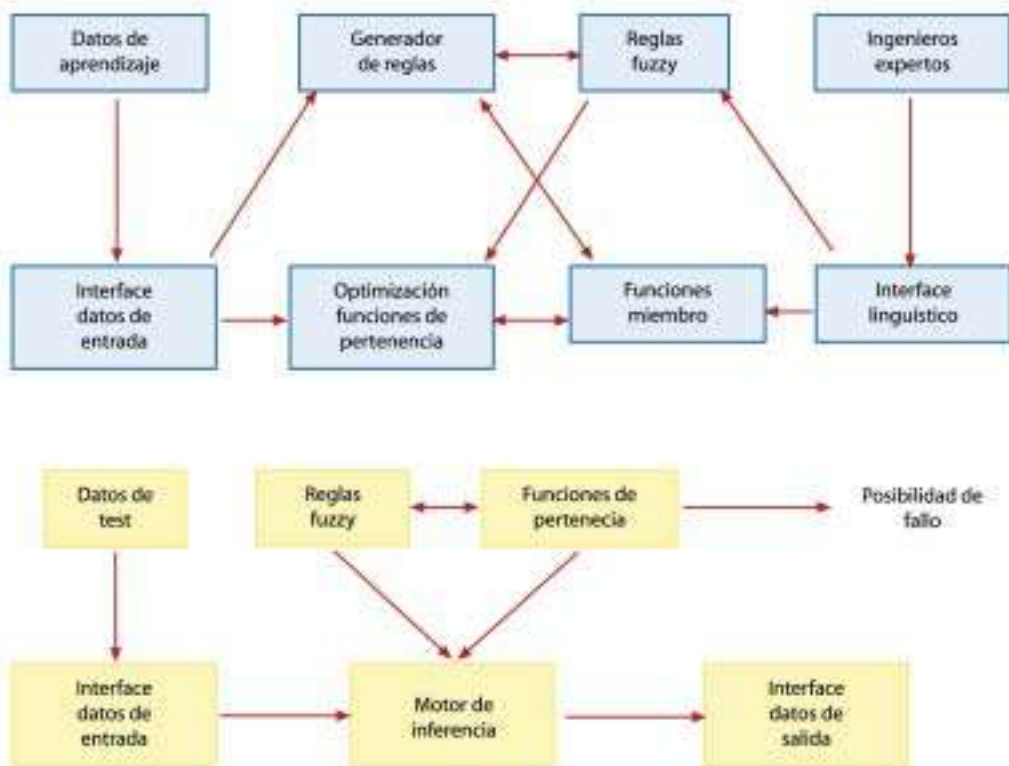 Datos de
aprendizaje
Generador
de reglas
Reglas
fuzzy
Ingenieros
expertos
Interface
datos de
entrada
Optimización
funciones de
pertenencia
Funciones
miembro
Interface
linguístico
Datos de
test
Reglas
fuzzy
Funciones de
pertenecia
Posibilidad de
fallo
Interface
datos de
entrada
Motor de
inferencia
Interface
datos de
salida